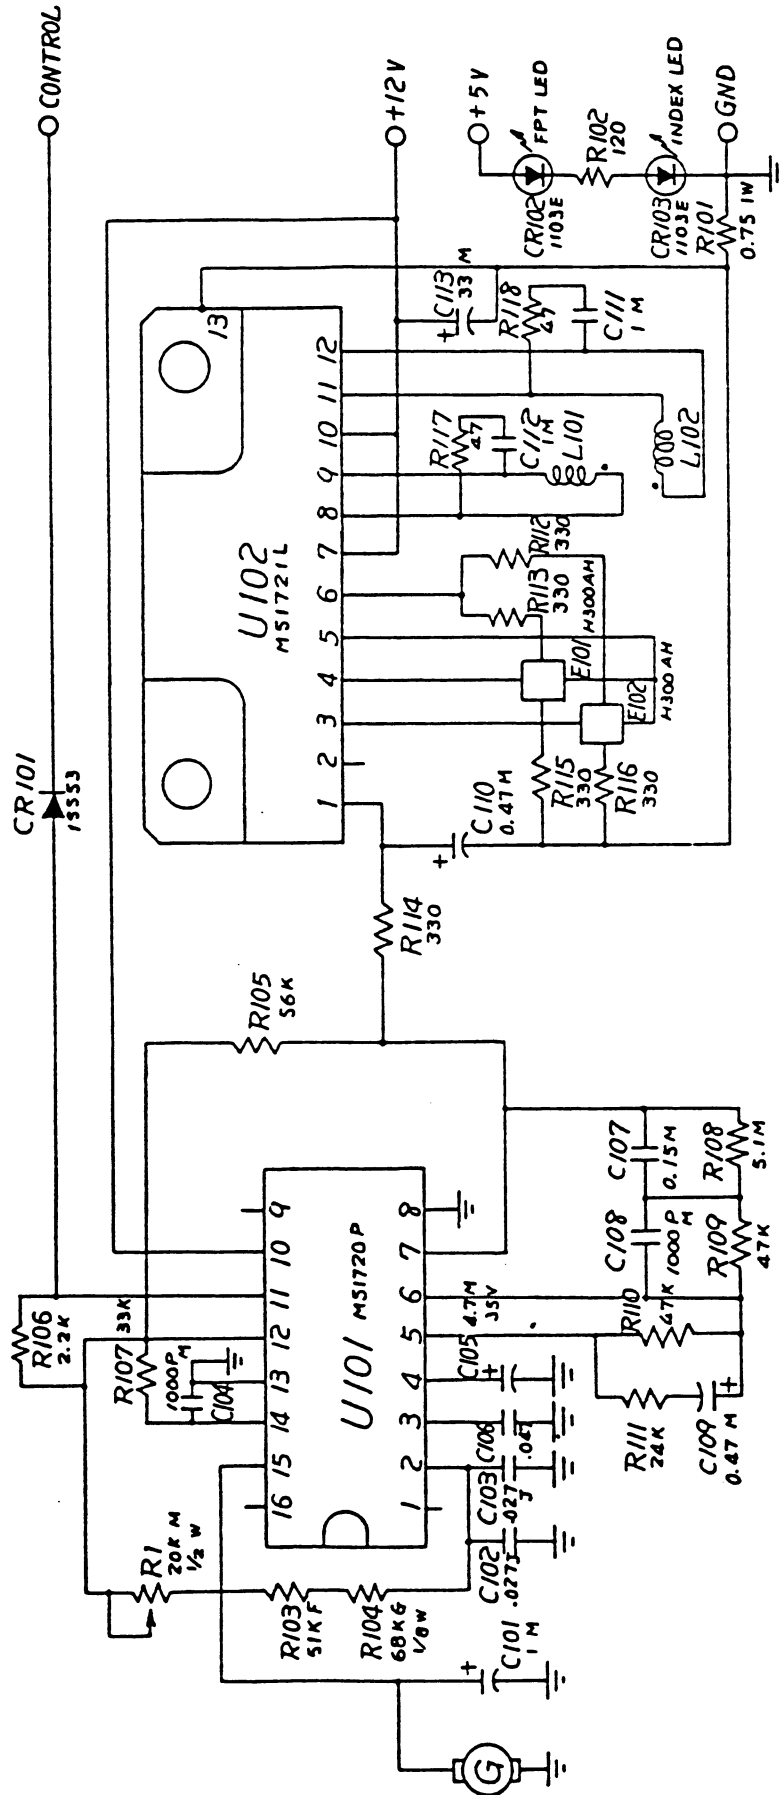 CONTROL
CR101
1SS53
+12V
+5V
FPT LED
CR102
1103E
R102
120
INDEX LED
CR103
1103E
GND
R101
0.75 1W
13
U102
M51721L
1
2
3
4
5
6
7
8
9
10
11
12
C113
33 M
+
R118
47
C111
1 M
R117
47
C112
1M
L101
L102
R112
330
R113
330
E101
H300AH
E102
H300AH
R115
330
R116
330
C110
0.47 M
+
R114
330
R105
56K
R106
2.2K
R107
33K
1000P
M
C104
U101
M51720P
16
15
14
13
12
11
10
9
1
2
3
4
5
6
7
8
R1
20K M
1/2 W
R103
51K F
R104
68K G
1/8W
C101
1 M
+
C102
.027J
C103
.027
J
C106
.047
C105
4.7M
35V
+
G
R110
47K
R111
24K
C109
0.47 M
+
C108
1000P
M
R109
47K
C107
0.15M
R108
5.1M